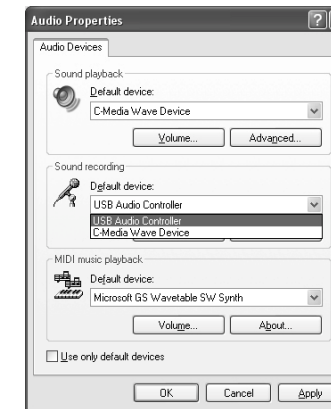 Audio Properties
?
Audio Devices
Sound playback
Default device:
C-Media Wave Device
Volume...
Advanced...
Sound recording
Default device:
USB Audio Controller
USB Audio Controller
C-Media Wave Device
MIDI music playback
Default device:
Microsoft GS Wavetable SW Synth
Volume...
About...
Use only default devices
OK
Cancel
Apply